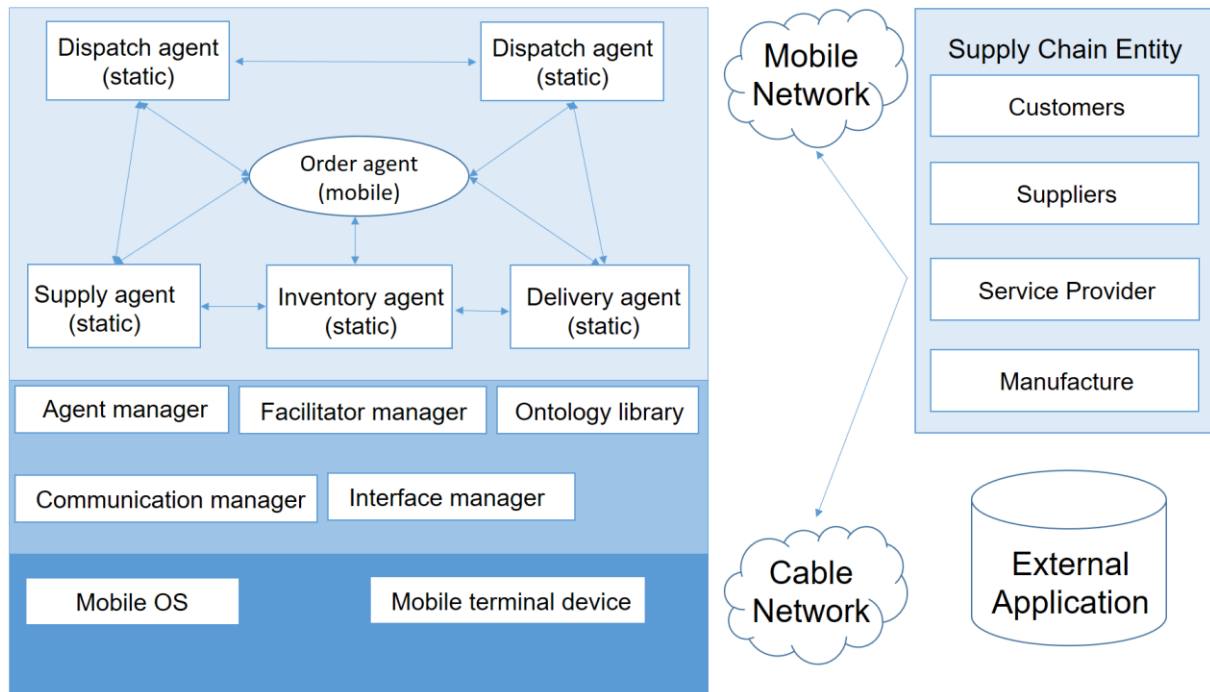 Dispatch agent
(static)
Dispatch agent
(static)
Order agent
(mobile)
Supply agent
(static)
Inventory agent
(static)
Delivery agent
(static)
Agent manager
Facilitator manager
Ontology library
Communication manager
Interface manager
Mobile OS
Mobile terminal device
Mobile
Network
Cable
Network
Supply Chain Entity
Customers
Suppliers
Service Provider
Manufacture
External
Application